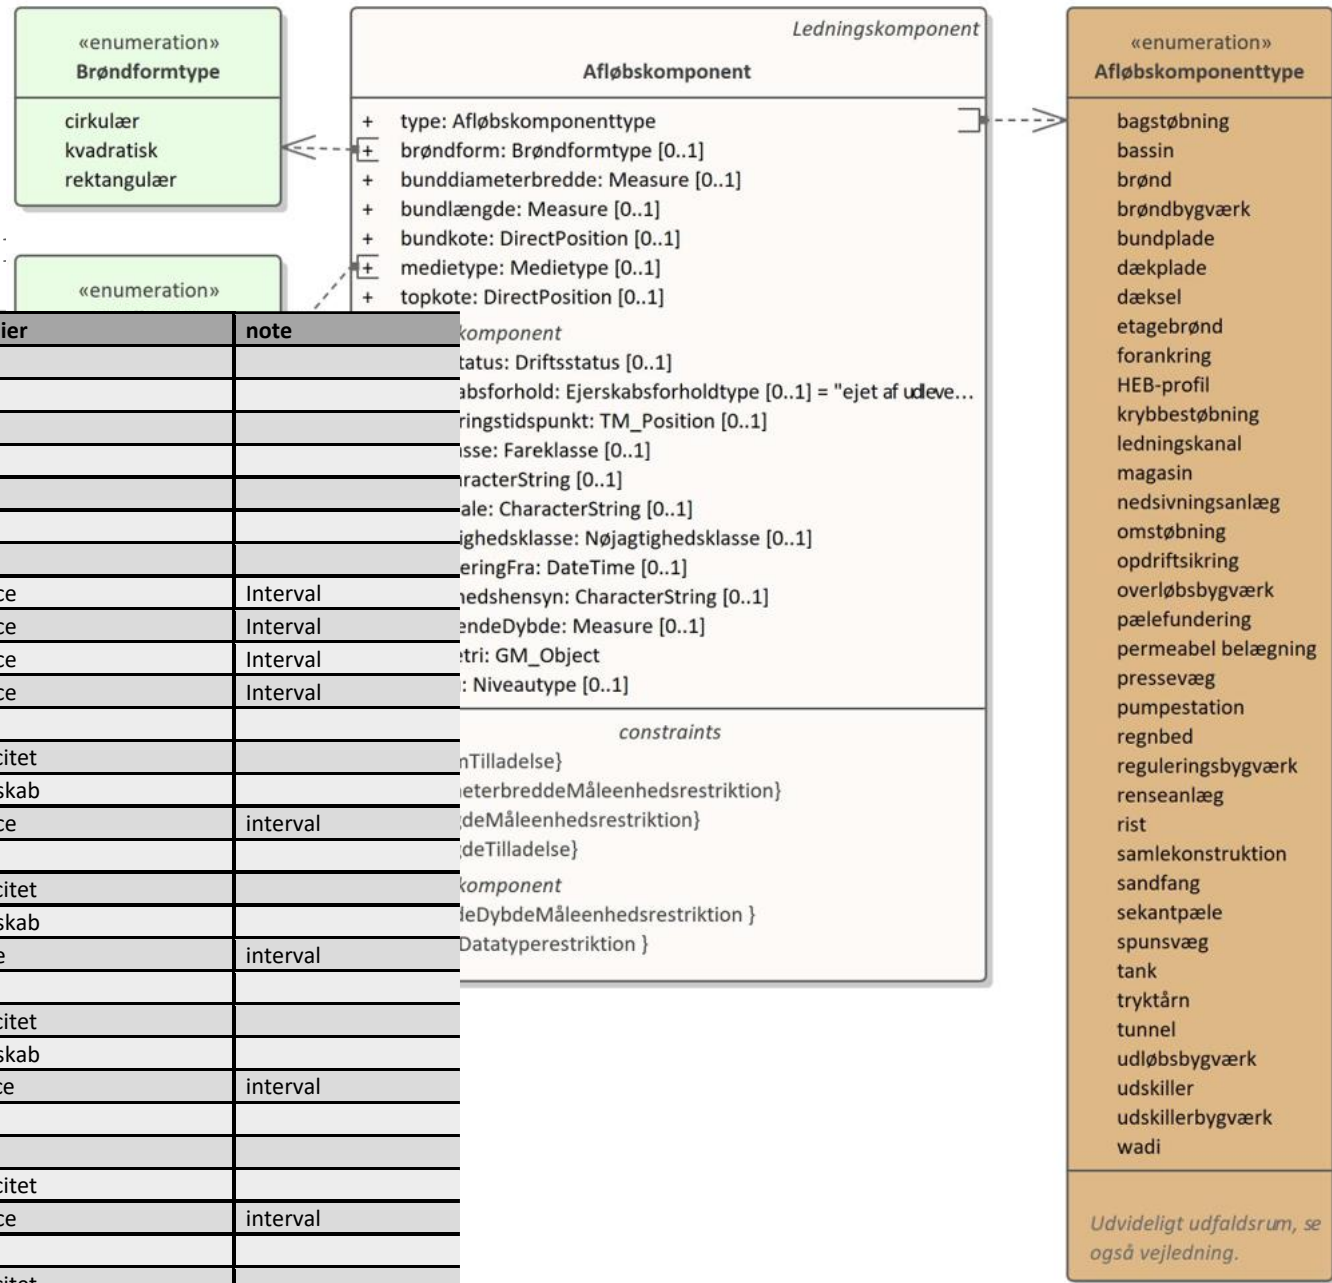 «enumeration»
Brøndformtype
cirkulær
kvadratisk
rektangulær
«enumeration»
Ledningskomponent
Afløbskomponent
+ type: Afløbskomponenttype
+ brøndform: Brøndformtype [0..1]
+ bunddiameterbredde: Measure [0..1]
+ bundlængde: Measure [0..1]
+ bundkote: DirectPosition [0..1]
+ medietype: Medietype [0..1]
+ topkote: DirectPosition [0..1]
komponent
tatus: Driftsstatus [0..1]
absforhold: Ejerskabsforholdtype [0..1] = "ejet af udleve...
ringstidspunkt: TM_Position [0..1]
sse: Fareklasse [0..1]
racterString [0..1]
ale: CharacterString [0..1]
ighedsklasse: Nøjagtighedsklasse [0..1]
eringFra: DateTime [0..1]
hedshensyn: CharacterString [0..1]
endeDybde: Measure [0..1]
etri: GM_Object
: Niveautype [0..1]
constraints
mTilladelse}
eterbreddeMåleenhedsrestriktion}
deMåleenhedsrestriktion}
deTilladelse}
komponent
deDybdeMåleenhedsrestriktion }
Datatyperestriktion }
ier note
ce Interval
ce Interval
ce Interval
ce Interval
citet
skab
ce interval
citet
skab
e interval
citet
skab
ce interval
citet
ce interval
«enumeration»
Afløbskomponenttype
bagstøbning
bassin
brønd
brøndbygværk
bundplade
dækplade
dæksel
etagebrønd
forankring
HEB-profil
krybbestøbning
ledningskanal
magasin
nedsivningsanlæg
omstøbning
opdriftsikring
overløbsbygværk
pælefundering
permeabel belægning
pressevæg
pumpestation
regnbed
reguleringsbygværk
renseanlæg
rist
samlekonstruktion
sandfang
sekantpæle
spunsvæg
tank
tryktårn
tunnel
udløbsbygværk
udskiller
udskillerbygværk
wadi
Udvideligt udfaldsrum, se
også vejledning.